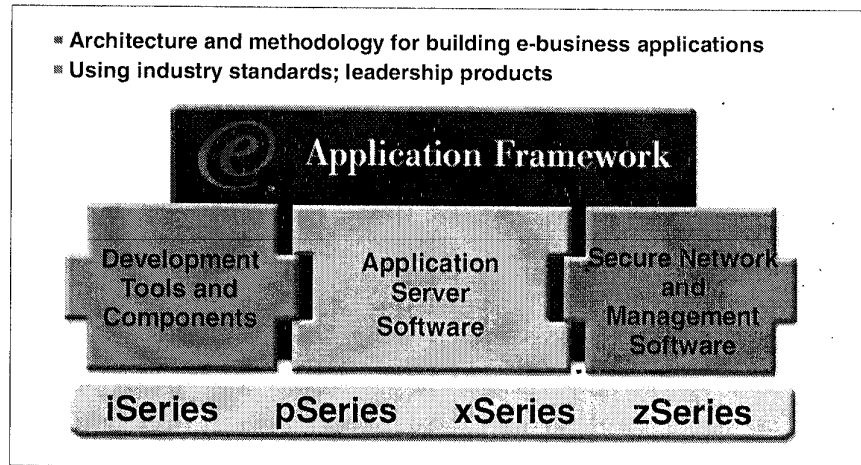 Architecture and methodology for building e-business applications
Using industry standards; leadership products
e Application Framework
Development
Tools and
Components
Application
Server
Software
Secure Network
and
Management
Software
iSeries pSeries xSeries zSeries